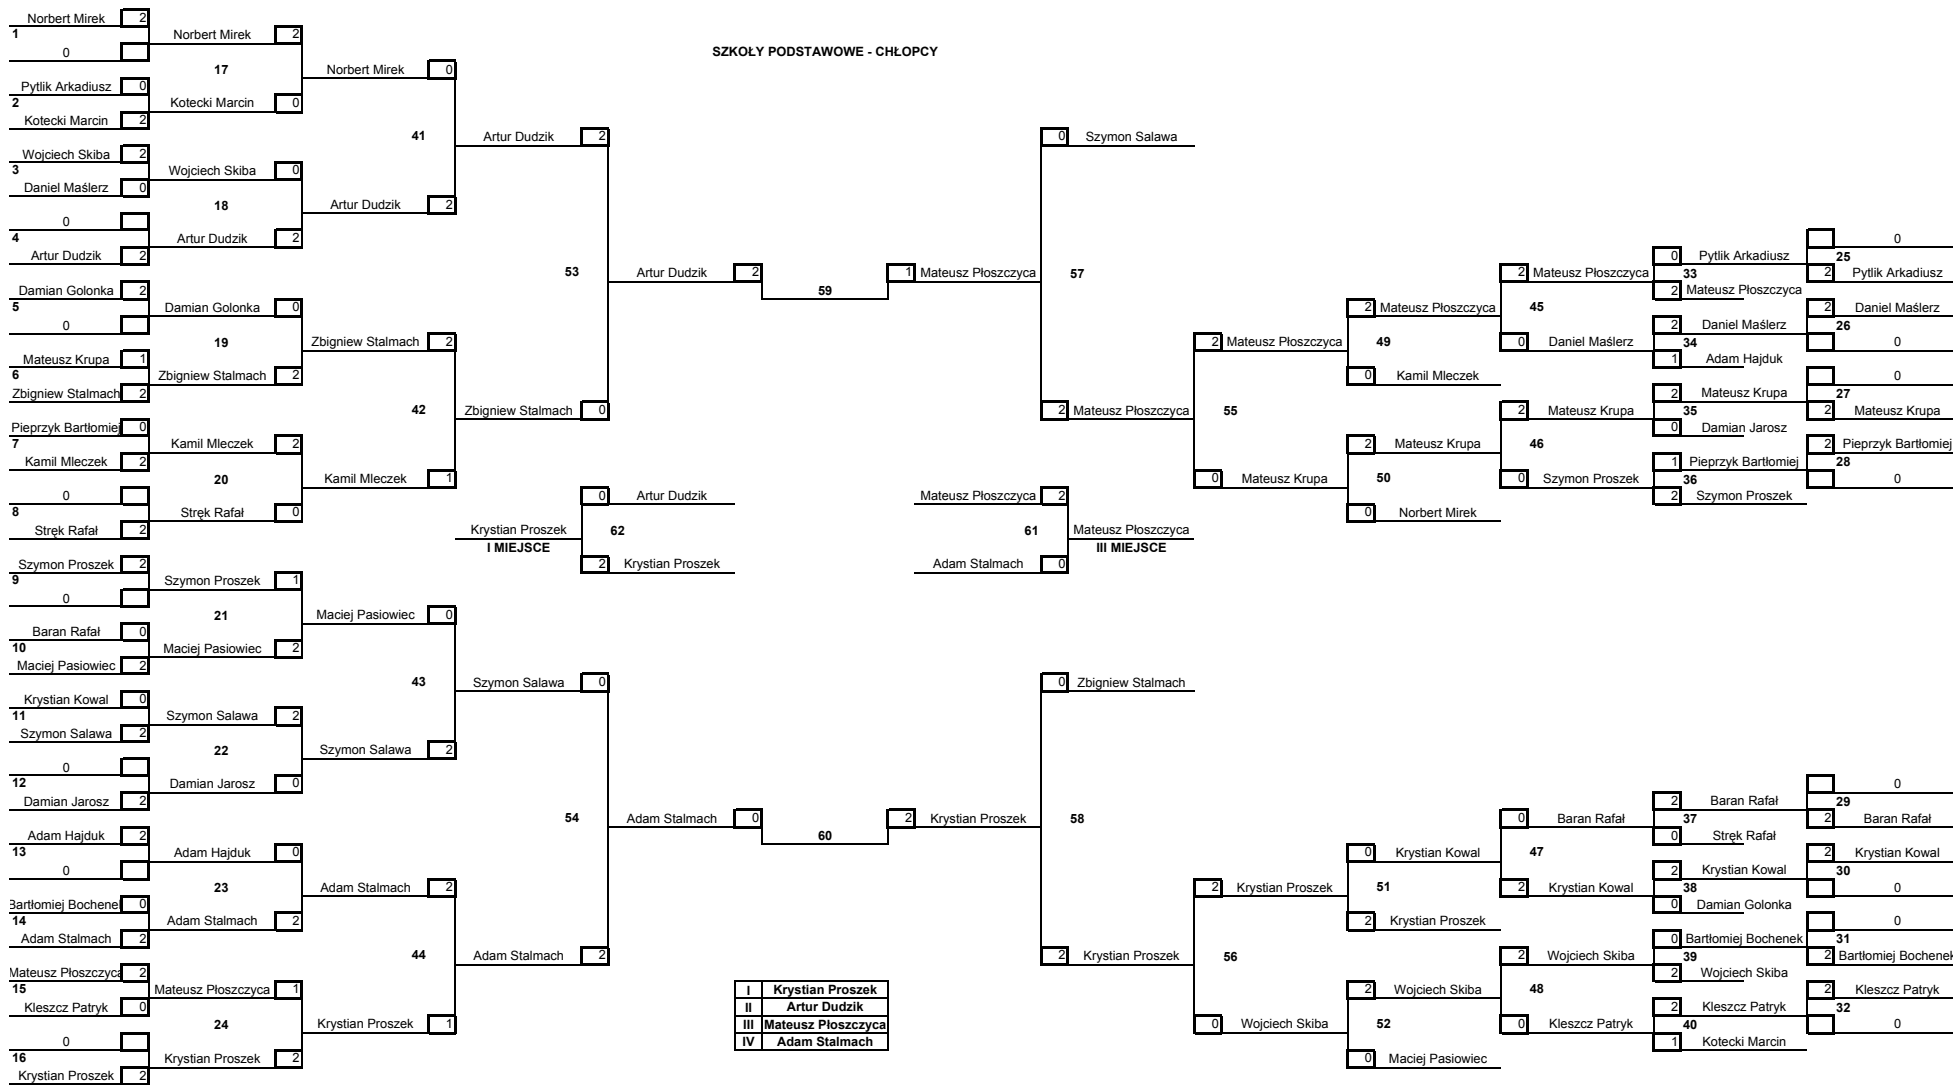 SZKOŁY PODSTAWOWE - CHŁOPCY
Norbert Mirek 2
1
0
Pytlik Arkadiusz 0
2
Kotecki Marcin 2
Wojciech Skiba 2
3
Daniel Maślerz 0
0
4
Artur Dudzik 2
Damian Golonka 2
5
0
Mateusz Krupa 1
6
Zbigniew Stalmach 2
Pieprzyk Bartłomiej 0
7
Kamil Mleczek 2
0
8
Stręk Rafał 2
Szymon Proszek 2
9
0
Baran Rafał 0
10
Maciej Pasiowiec 2
Krystian Kowal 0
11
Szymon Salawa 2
0
12
Damian Jarosz 2
Adam Hajduk 2
13
0
Bartłomiej Bochene 0
14
Adam Stalmach 2
Mateusz Płoszczyca 2
15
Kleszcz Patryk 0
0
16
Krystian Proszek 2
Norbert Mirek 2
17
Kotecki Marcin 0
Wojciech Skiba 0
18
Artur Dudzik 2
Damian Golonka 0
19
Zbigniew Stalmach 2
Kamil Mleczek 2
20
Stręk Rafał 0
Szymon Proszek 1
21
Maciej Pasiowiec 2
Szymon Salawa 2
22
Damian Jarosz 0
Adam Hajduk 0
23
Adam Stalmach 2
Mateusz Płoszczyca 1
24
Krystian Proszek 2
Norbert Mirek 0
41
Artur Dudzik 2
Zbigniew Stalmach 2
42
Kamil Mleczek 1
Maciej Pasiowiec 0
43
Szymon Salawa 2
Adam Stalmach 2
44
Krystian Proszek 1
Artur Dudzik 2
53
Zbigniew Stalmach 0
Szymon Salawa 0
54
Adam Stalmach 2
Artur Dudzik 2
59
1 Mateusz Płoszczyca
Adam Stalmach 0
60
2 Krystian Proszek
0 Artur Dudzik
Krystian Proszek 62
I MIEJSCE
2 Krystian Proszek
Mateusz Płoszczyca 2
61 Mateusz Płoszczyca
III MIEJSCE
Adam Stalmach 0
I Krystian Proszek
II Artur Dudzik
III Mateusz Płoszczyca
IV Adam Stalmach
0 Szymon Salawa
57
2 Mateusz Płoszczyca
0 Zbigniew Stalmach
58
2 Krystian Proszek
2 Mateusz Płoszczyca
55
0 Mateusz Krupa
2 Krystian Proszek
56
0 Wojciech Skiba
2 Mateusz Płoszczyca
49
0 Kamil Mleczek
2 Mateusz Krupa
50
0 Norbert Mirek
0 Krystian Kowal
51
2 Krystian Proszek
2 Wojciech Skiba
52
0 Maciej Pasiowiec
2 Mateusz Płoszczyca
45
0 Daniel Maślerz
2 Mateusz Krupa
46
0 Szymon Proszek
0 Baran Rafał
47
2 Krystian Kowal
2 Wojciech Skiba
48
0 Kleszcz Patryk
0 Pytlik Arkadiusz
33
2 Mateusz Płoszczyca
2 Daniel Maślerz
34
1 Adam Hajduk
2 Mateusz Krupa
35
0 Damian Jarosz
1 Pieprzyk Bartłomiej
36
2 Szymon Proszek
2 Baran Rafał
37
0 Stręk Rafał
2 Krystian Kowal
38
0 Damian Golonka
0 Bartłomiej Bochenek
39
2 Wojciech Skiba
2 Kleszcz Patryk
40
1 Kotecki Marcin
0
25
2 Pytlik Arkadiusz
2 Daniel Maślerz
26
0
0
27
2 Mateusz Krupa
2 Pieprzyk Bartłomiej
28
0
0
29
2 Baran Rafał
2 Krystian Kowal
30
0
0
31
2 Bartłomiej Bochenek
2 Kleszcz Patryk
32
0